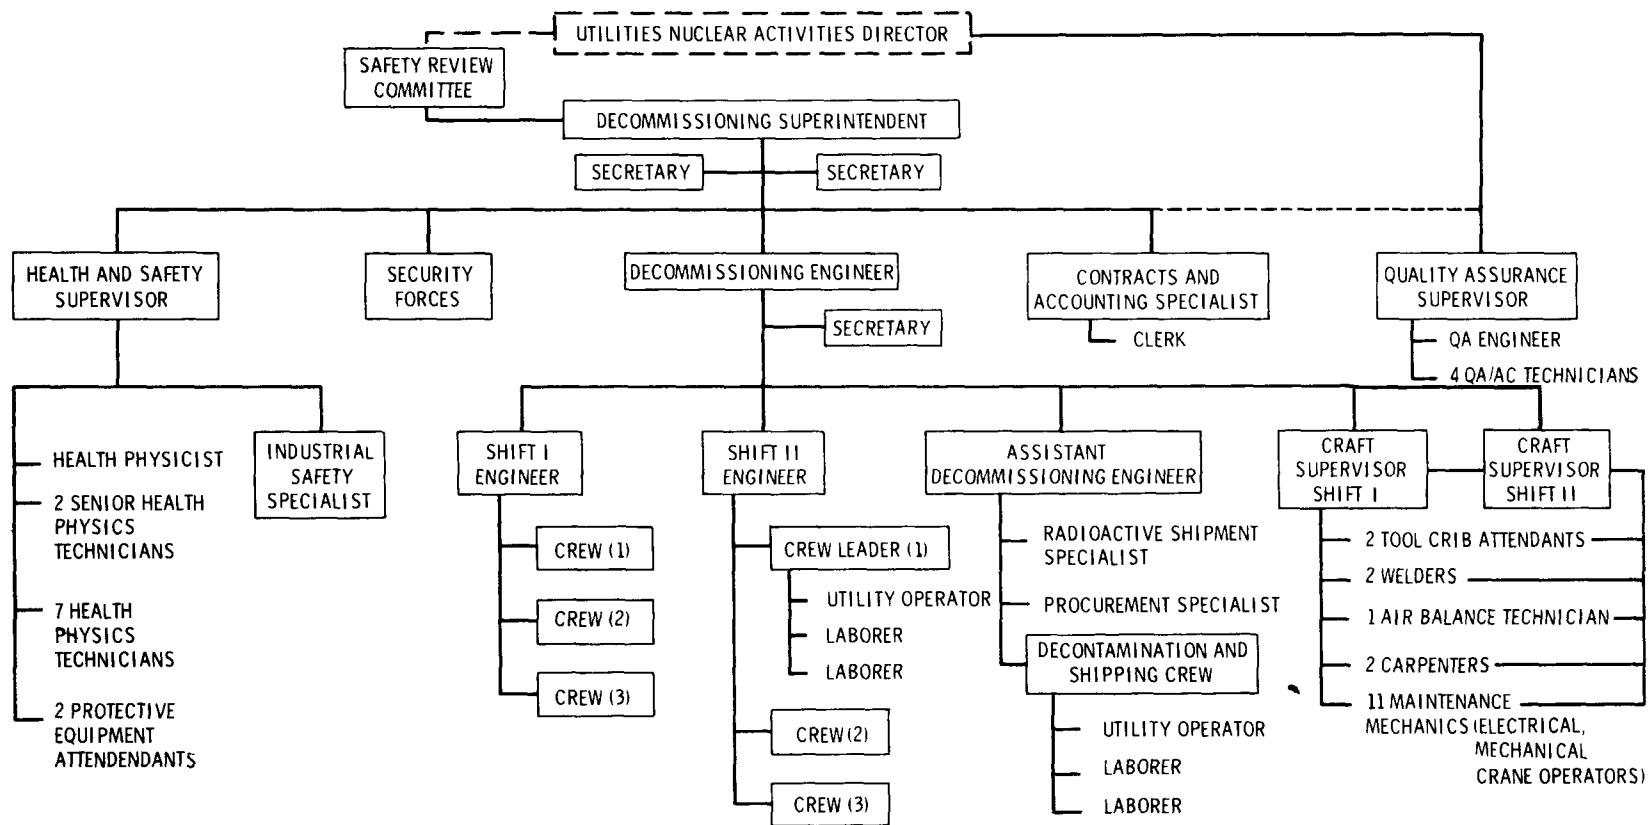 UTILITIES NUCLEAR ACTIVITIES DIRECTOR
SAFETY REVIEW
COMMITTEE
DECOMMISSIONING SUPERINTENDENT
SECRETARY
SECRETARY
HEALTH AND SAFETY
SUPERVISOR
SECURITY
FORCES
DECOMMISSIONING ENGINEER
CONTRACTS AND
ACCOUNTING SPECIALIST
QUALITY ASSURANCE
SUPERVISOR
SECRETARY
CLERK
QA ENGINEER
4 QA/AC TECHNICIANS
HEALTH PHYSICIST
2 SENIOR HEALTH
PHYSICS
TECHNICIANS
7 HEALTH
PHYSICS
TECHNICIANS
2 PROTECTIVE
EQUIPMENT
ATTENDENDANTS
INDUSTRIAL
SAFETY
SPECIALIST
SHIFT I
ENGINEER
CREW (1)
CREW (2)
CREW (3)
SHIFT II
ENGINEER
CREW LEADER (1)
UTILITY OPERATOR
LABORER
LABORER
CREW (2)
CREW (3)
ASSISTANT
DECOMMISSIONING ENGINEER
RADIOACTIVE SHIPMENT
SPECIALIST
PROCUREMENT SPECIALIST
DECONTAMINATION AND
SHIPPING CREW
UTILITY OPERATOR
LABORER
LABORER
CRAFT
SUPERVISOR
SHIFT I
CRAFT
SUPERVISOR
SHIFT II
2 TOOL CRIB ATTENDANTS
2 WELDERS
1 AIR BALANCE TECHNICIAN
2 CARPENTERS
11 MAINTENANCE
MECHANICS (ELECTRICAL,
MECHANICAL
CRANE OPERATORS)